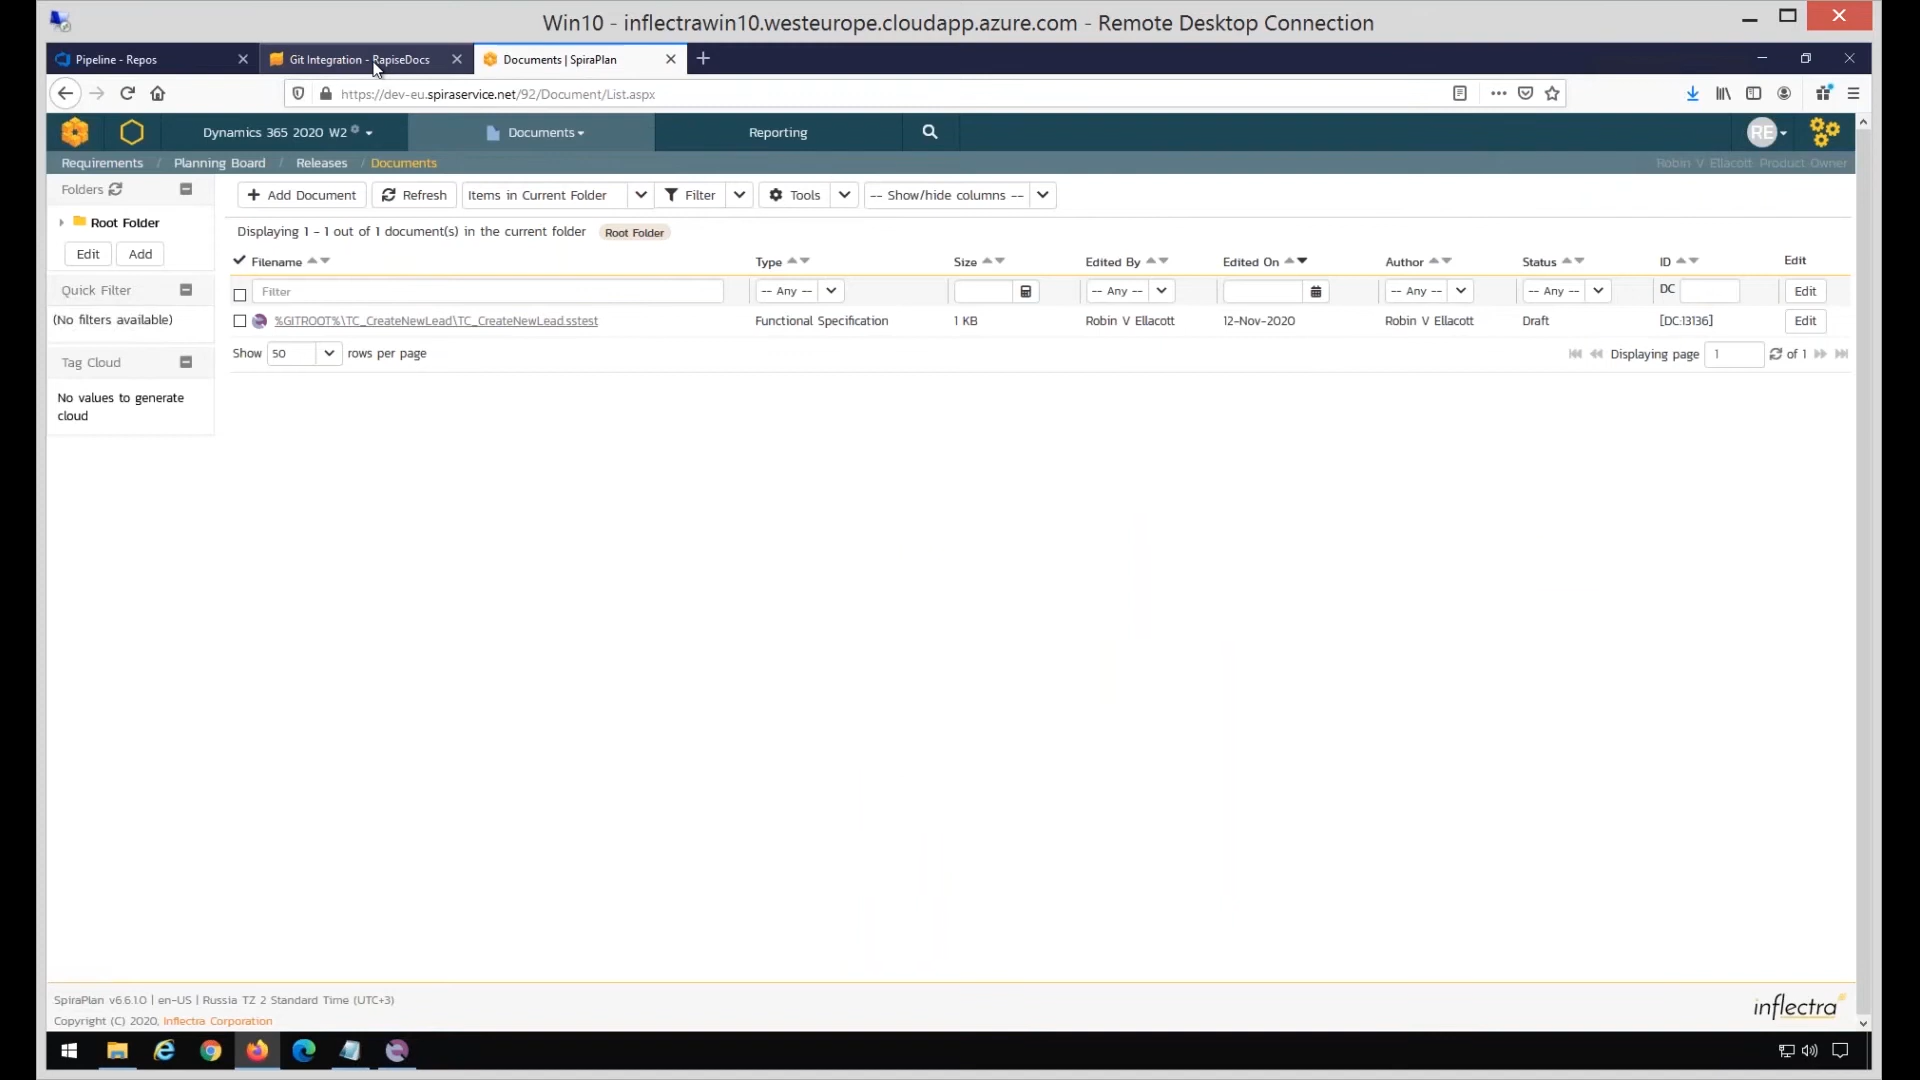 Win10 - inflectrawin10.westeurope.cloudapp.azure.com - Remote Desktop Connection
Pipeline - Repos
Git Integration - RapiseDocs
Documents | SpiraPlan
https://dev-eu.spiraservice.net/92/Document/List.aspx
Dynamics 365 2020 W2
Documents
Reporting
RE
Requirements / Planning Board / Releases / Documents
Robin V Ellacott: Product Owner
Folders
Add Document
Refresh
Items in Current Folder
Filter
Tools
-- Show/hide columns --
Root Folder
Edit
Add
Displaying 1 - 1 out of 1 document(s) in the current folder Root Folder
Filename Type Size Edited By Edited On Author Status ID Edit
Quick Filter
Filter -- Any -- -- Any -- -- Any -- -- Any -- DC Edit
(No filters available)
%GITROOT%\TC_CreateNewLead\TC_CreateNewLead.sstest Functional Specification 1 KB Robin V Ellacott 12-Nov-2020 Robin V Ellacott Draft [DC:13136] Edit
Show 50 rows per page
Displaying page 1 of 1
Tag Cloud
No values to generate
cloud
SpiraPlan v6.6.1.0 | en-US | Russia TZ 2 Standard Time (UTC+3)
Copyright (C) 2020, Inflectra Corporation
inflectra